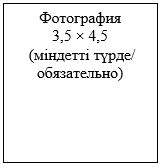 Фотография
3,5 × 4,5
(міндетті түрде/
обязательно)